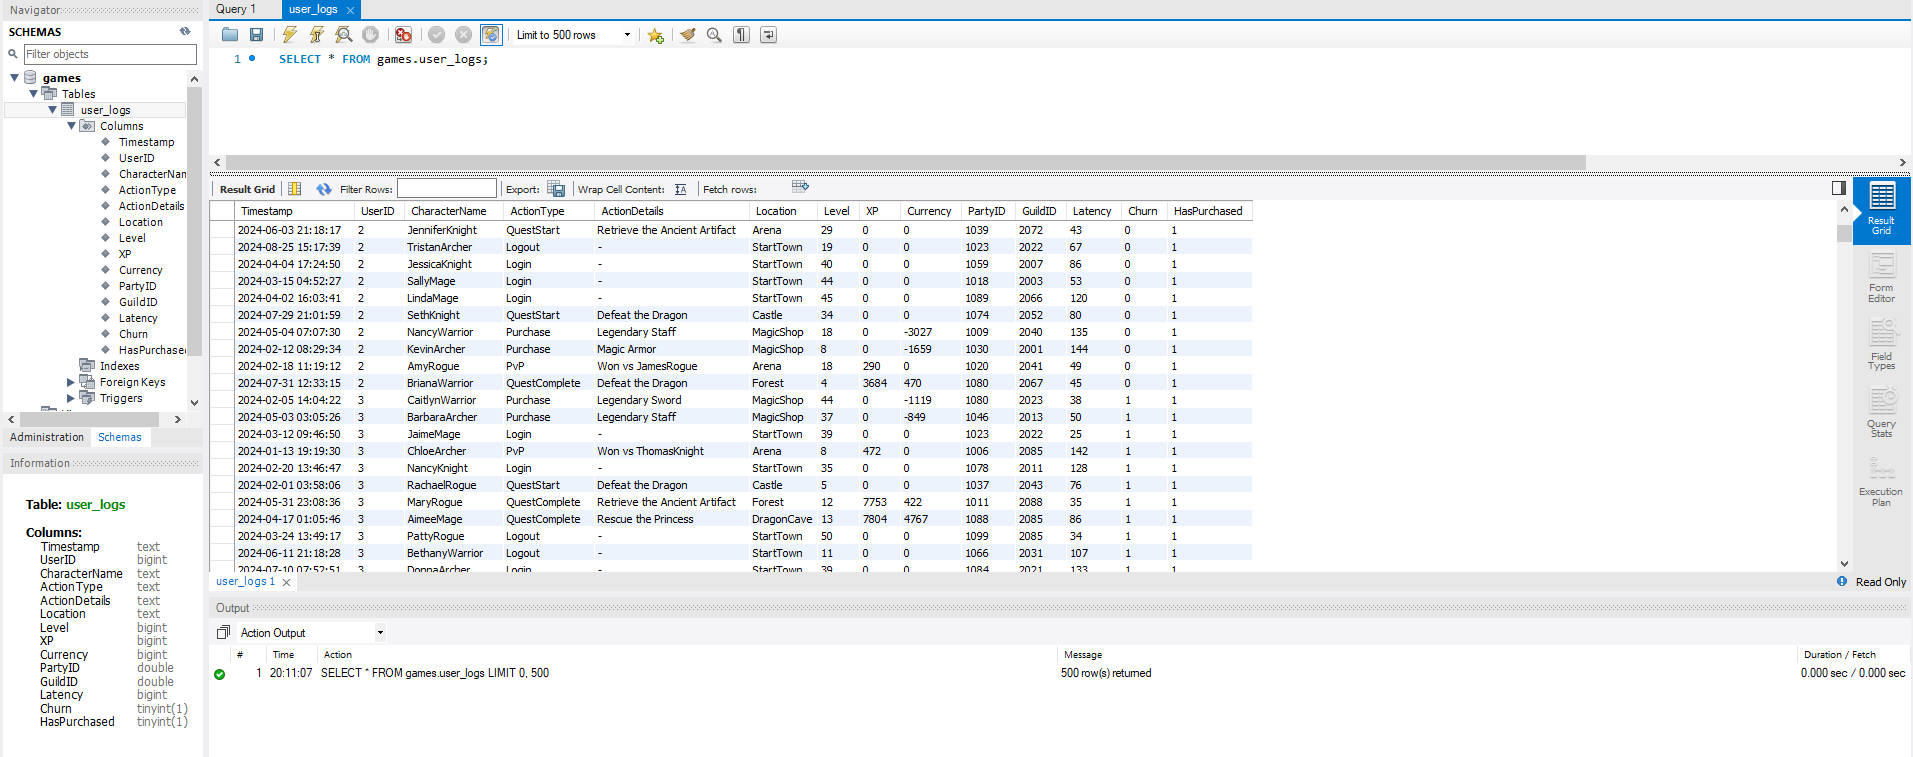 Navigator
SCHEMAS
Filter objects
games
Tables
user_logs
Columns
Timestamp
UserID
CharacterNam
ActionType
ActionDetails
Location
Level
XP
Currency
PartyID
GuildID
Latency
Churn
HasPurchased
Indexes
Foreign Keys
Triggers
Administration Schemas
Information
Table: user_logs
Columns:
Timestamp text
UserID bigint
CharacterName text
ActionType text
ActionDetails text
Location text
Level bigint
XP bigint
Currency bigint
PartyID double
GuildID double
Latency bigint
Churn tinyint(1)
HasPurchased tinyint(1)
Query 1 user_logs
Limit to 500 rows
1 SELECT * FROM games.user_logs;
Result Grid Filter Rows: Export: Wrap Cell Content: Fetch rows:
Timestamp UserID CharacterName ActionType ActionDetails Location Level XP Currency PartyID GuildID Latency Churn HasPurchased
2024-06-03 21:18:17 2 JenniferKnight QuestStart Retrieve the Ancient Artifact Arena 29 0 0 1039 2072 43 0 1
2024-08-25 15:17:39 2 TristanArcher Logout - StartTown 19 0 0 1023 2022 67 0 1
2024-04-04 17:24:50 2 JessicaKnight Login - StartTown 40 0 0 1059 2007 86 0 1
2024-03-15 04:52:27 2 SallyMage Login - StartTown 44 0 0 1018 2003 53 0 1
2024-04-02 16:03:41 2 LindaMage Login - StartTown 45 0 0 1089 2066 120 0 1
2024-07-29 21:01:59 2 SethKnight QuestStart Defeat the Dragon Castle 34 0 0 1074 2052 80 0 1
2024-05-04 07:07:30 2 NancyWarrior Purchase Legendary Staff MagicShop 18 0 -3027 1009 2040 135 0 1
2024-02-12 08:29:34 2 KevinArcher Purchase Magic Armor MagicShop 8 0 -1659 1030 2001 144 0 1
2024-02-18 11:19:12 2 AmyRogue PvP Won vs JamesRogue Arena 18 290 0 1020 2041 49 0 1
2024-07-31 12:33:15 2 BrianaWarrior QuestComplete Defeat the Dragon Forest 4 3684 470 1080 2067 45 0 1
2024-02-05 14:04:22 3 CaitlynWarrior Purchase Legendary Sword MagicShop 44 0 -1119 1080 2023 38 1 1
2024-05-03 03:05:26 3 BarbaraArcher Purchase Legendary Staff MagicShop 37 0 -849 1046 2013 50 1 1
2024-03-12 09:46:50 3 JaimeMage Login - StartTown 39 0 0 1023 2022 25 1 1
2024-01-13 19:19:30 3 ChloeArcher PvP Won vs ThomasKnight Arena 8 472 0 1006 2085 142 1 1
2024-02-20 13:46:47 3 NancyKnight Login - StartTown 35 0 0 1078 2011 128 1 1
2024-02-01 03:58:06 3 RachaelRogue QuestStart Defeat the Dragon Castle 5 0 0 1037 2043 76 1 1
2024-05-31 23:08:36 3 MaryRogue QuestComplete Retrieve the Ancient Artifact Forest 12 7753 422 1011 2088 35 1 1
2024-04-17 01:05:46 3 AimeeMage QuestComplete Rescue the Princess DragonCave 13 7804 4767 1088 2085 86 1 1
2024-03-24 13:49:17 3 PattyRogue Logout - StartTown 50 0 0 1099 2085 34 1 1
2024-06-11 21:18:28 3 BethanyWarrior Logout - StartTown 11 0 0 1066 2031 107 1 1
2024-07-10 07:52:51 3 DonnaArcher Login - StartTown 39 0 0 1084 2021 133 1 1
Result Grid
Form Editor
Field Types
Query Stats
Execution Plan
user_logs 1 Read Only
Output
Action Output
# Time Action Message Duration / Fetch
1 20:11:07 SELECT * FROM games.user_logs LIMIT 0, 500 500 row(s) returned 0.000 sec / 0.000 sec